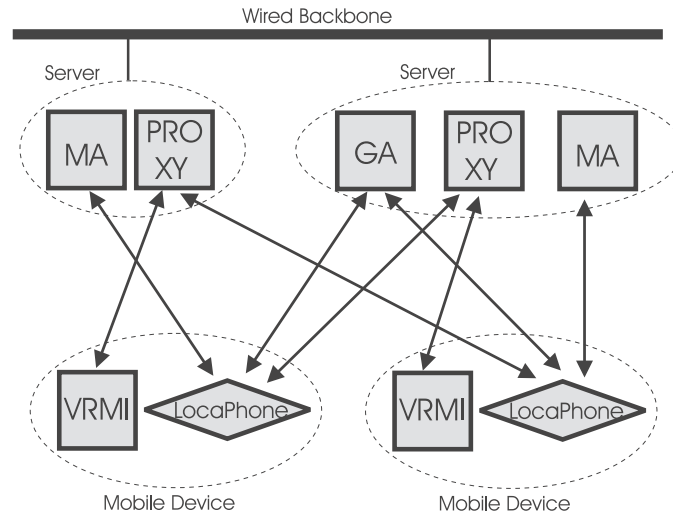 Wired Backbone
Server
Server
MA
PRO
XY
GA
PRO
XY
MA
VRMI
LocaPhone
VRMI
LocaPhone
Mobile Device
Mobile Device